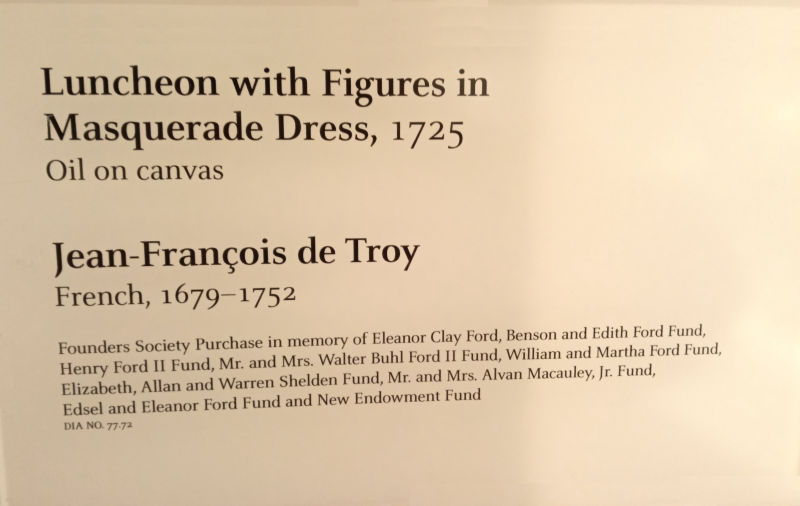 Luncheon with Figures in
Masquerade Dress, 1725
Oil on canvas
Jean-François de Troy
French, 1679–1752
Founders Society Purchase in memory of Eleanor Clay Ford, Benson and Edith Ford Fund,
Henry Ford II Fund, Mr. and Mrs. Walter Buhl Ford II Fund, William and Martha Ford Fund,
Elizabeth, Allan and Warren Shelden Fund, Mr. and Mrs. Alvan Macauley, Jr. Fund,
Edsel and Eleanor Ford Fund and New Endowment Fund
DIA NO. 77.72